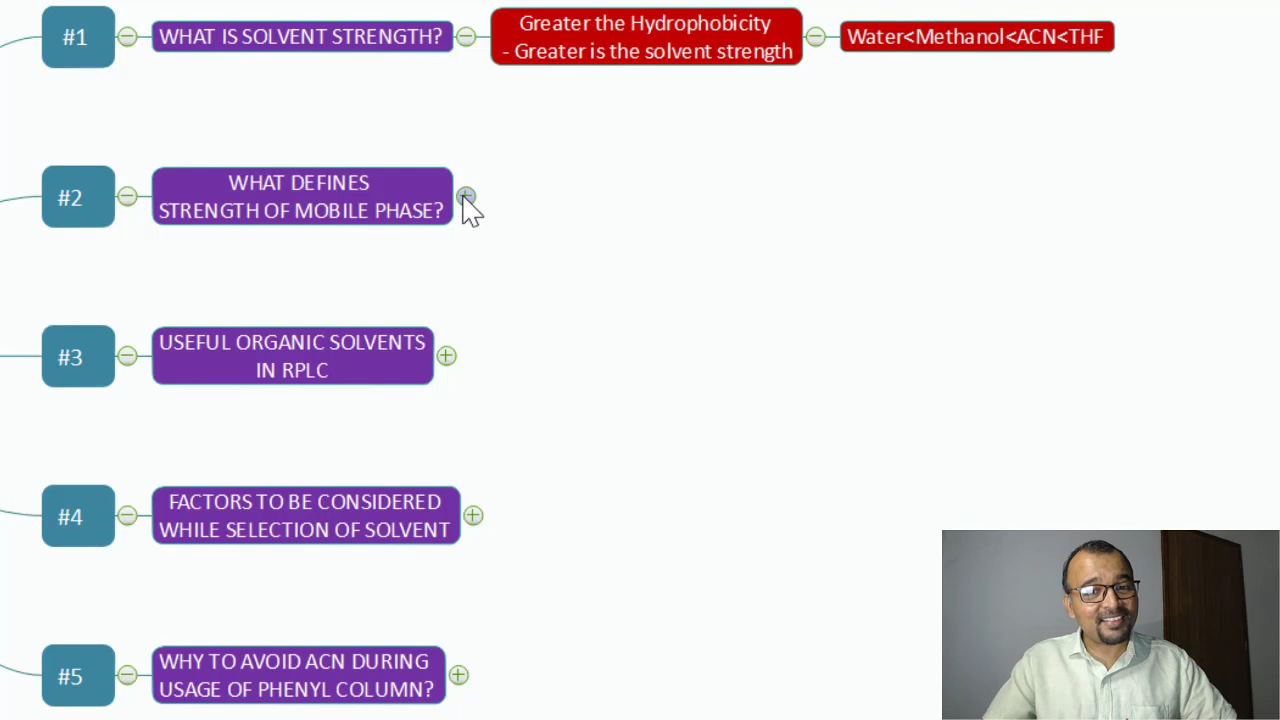 #1
WHAT IS SOLVENT STRENGTH?
Greater the Hydrophobicity
- Greater is the solvent strength
Water<Methanol<ACN<THF
#2
WHAT DEFINES
STRENGTH OF MOBILE PHASE?
#3
USEFUL ORGANIC SOLVENTS
IN RPLC
#4
FACTORS TO BE CONSIDERED
WHILE SELECTION OF SOLVENT
#5
WHY TO AVOID ACN DURING
USAGE OF PHENYL COLUMN?